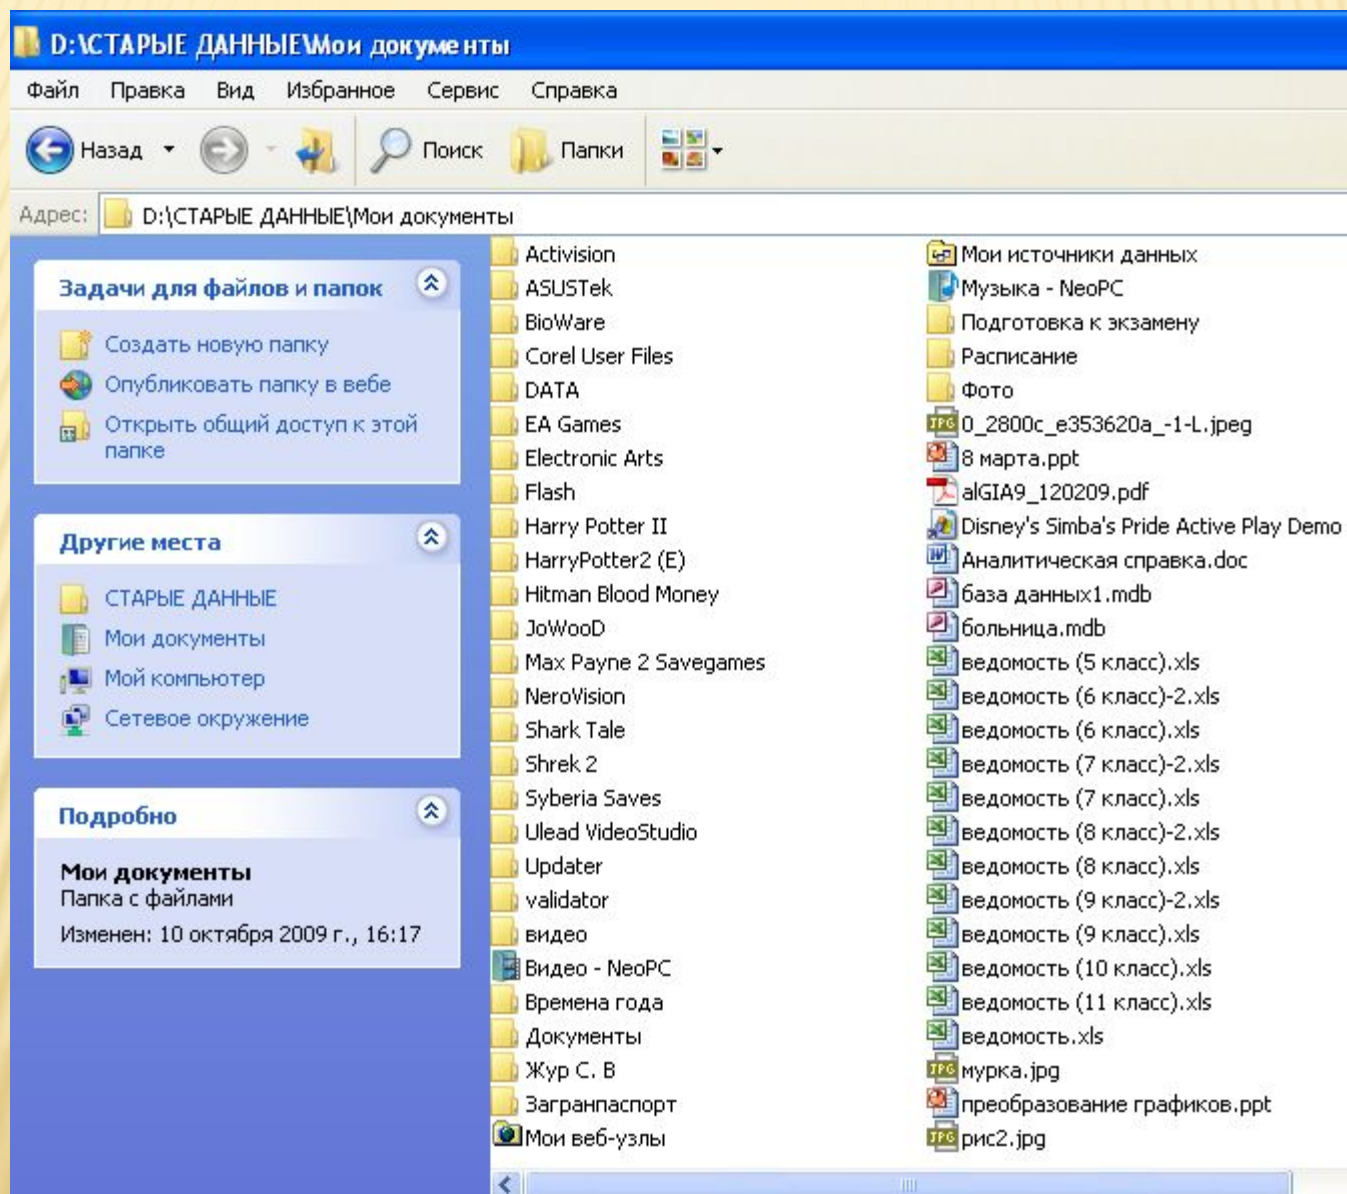 D:\СТАРЫЕ ДАННЫЕ\Мои документы
Файл Правка Вид Избранное Сервис Справка
Назад Поиск Папки
Адрес: D:\СТАРЫЕ ДАННЫЕ\Мои документы
Задачи для файлов и папок
Создать новую папку
Опубликовать папку в вебе
Открыть общий доступ к этой
папке
Другие места
СТАРЫЕ ДАННЫЕ
Мои документы
Мой компьютер
Сетевое окружение
Подробно
Мои документы
Папка с файлами
Изменен: 10 октября 2009 г., 16:17
Activision
ASUSTek
BioWare
Corel User Files
DATA
EA Games
Electronic Arts
Flash
Harry Potter II
HarryPotter2 (E)
Hitman Blood Money
JoWooD
Max Payne 2 Savegames
NeroVision
Shark Tale
Shrek 2
Syberia Saves
Ulead VideoStudio
Updater
validator
видео
Видео - NeoPC
Времена года
Документы
Жур С. В
Загранпаспорт
Мои веб-узлы
Мои источники данных
Музыка - NeoPC
Подготовка к экзамену
Расписание
Фото
0_2800c_e353620a_-1-L.jpeg
8 марта.ppt
alGIA9_120209.pdf
Disney's Simba's Pride Active Play Demo
Аналитическая справка.doc
база данных1.mdb
больница.mdb
ведомость (5 класс).xls
ведомость (6 класс)-2.xls
ведомость (6 класс).xls
ведомость (7 класс)-2.xls
ведомость (7 класс).xls
ведомость (8 класс)-2.xls
ведомость (8 класс).xls
ведомость (9 класс)-2.xls
ведомость (9 класс).xls
ведомость (10 класс).xls
ведомость (11 класс).xls
ведомость.xls
мурка.jpg
преобразование графиков.ppt
рис2.jpg